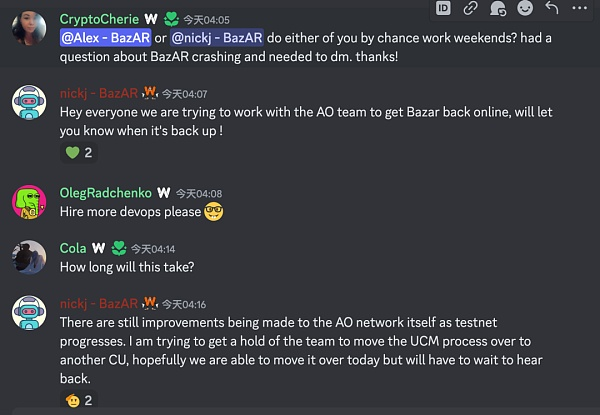 CryptoCherie W 今天04:05
@Alex - BazAR or @nickj - BazAR do either of you by chance work weekends? had a
question about BazAR crashing and needed to dm. thanks!
ID
nickj - BazAR 今天04:07
Hey everyone we are trying to work with the AO team to get Bazar back online, will let
you know when it's back up !
2
OlegRadchenko W 今天04:08
Hire more devops please
Cola W 今天04:14
How long will this take?
nickj - BazAR 今天04:16
There are still improvements being made to the AO network itself as testnet
progresses. I am trying to get a hold of the team to move the UCM process over to
another CU, hopefully we are able to move it over today but will have to wait to hear
back.
2